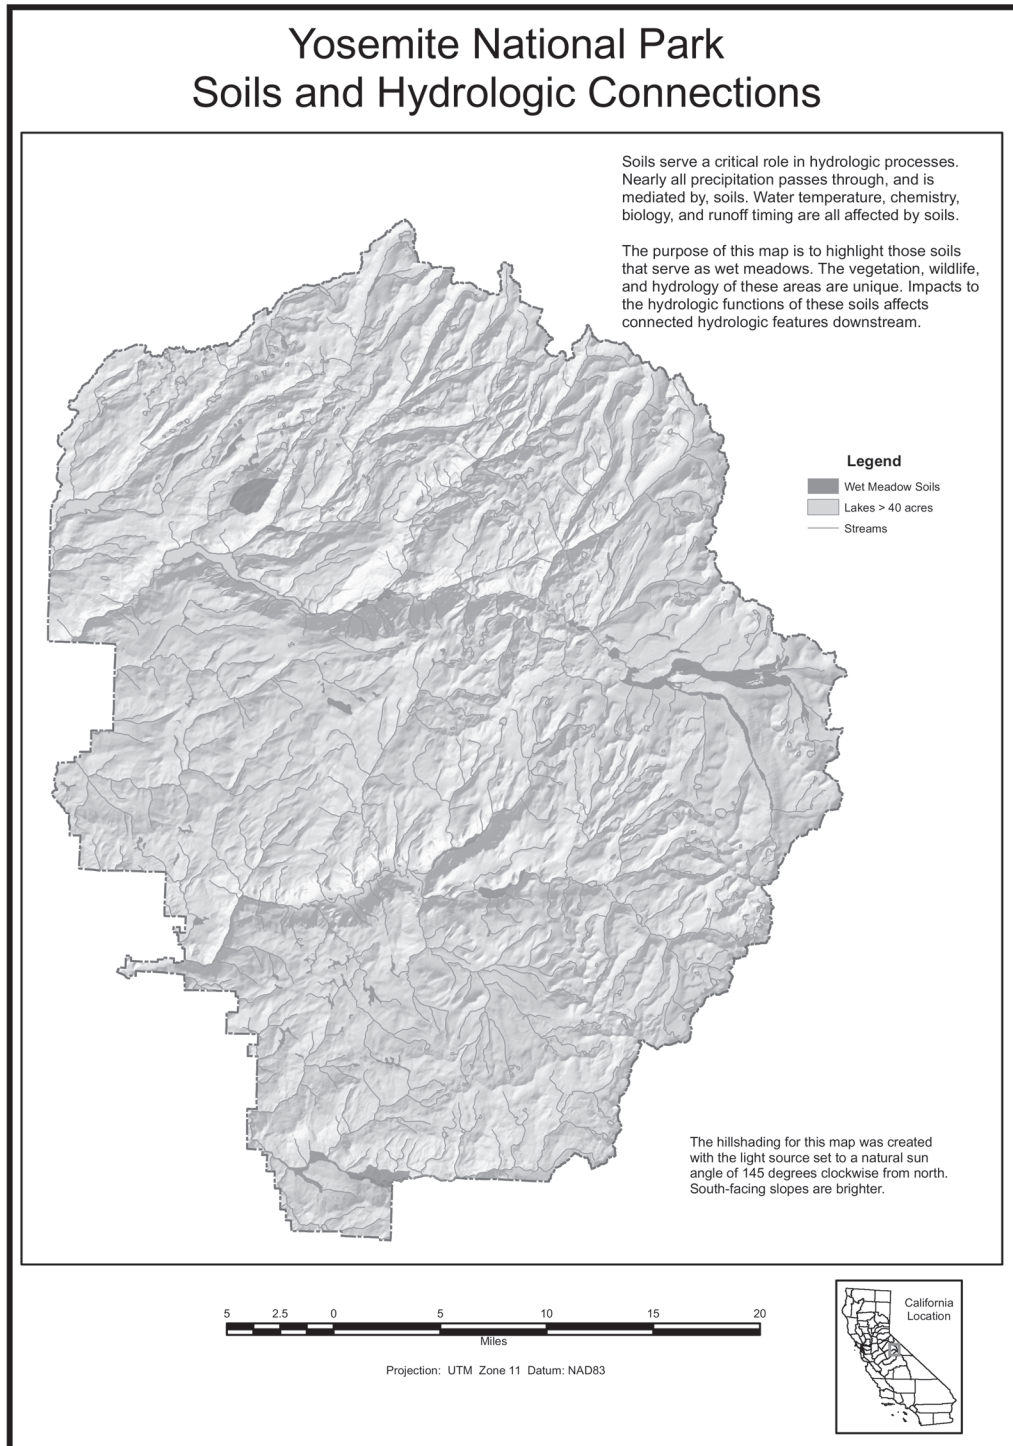 Yosemite National Park
Soils and Hydrologic Connections
Soils serve a critical role in hydrologic processes.
Nearly all precipitation passes through, and is
mediated by, soils. Water temperature, chemistry,
biology, and runoff timing are all affected by soils.
The purpose of this map is to highlight those soils
that serve as wet meadows. The vegetation, wildlife,
and hydrology of these areas are unique. Impacts to
the hydrologic functions of these soils affects
connected hydrologic features downstream.
Legend
Wet Meadow Soils
Lakes > 40 acres
Streams
The hillshading for this map was created
with the light source set to a natural sun
angle of 145 degrees clockwise from north.
South-facing slopes are brighter.
5 2.5 0 5 10 15 20
Miles
Projection: UTM Zone 11 Datum: NAD83
California
Location